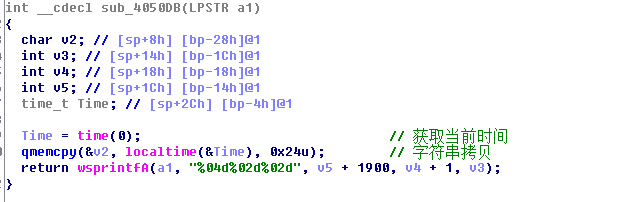 int __cdecl sub_4050DB(LPSTR a1)
{
  char v2; // [sp+8h] [bp-28h]@1
  int v3; // [sp+14h] [bp-1Ch]@1
  int v4; // [sp+18h] [bp-18h]@1
  int v5; // [sp+1Ch] [bp-14h]@1
  time_t Time; // [sp+2Ch] [bp-4h]@1
  Time = time(0); // 获取当前时间
  qmemcpy(&v2, localtime(&Time), 0x24u); // 字符串拷贝
  return wsprintfA(a1, "%04d%02d%02d", v5 + 1900, v4 + 1, v3);
}